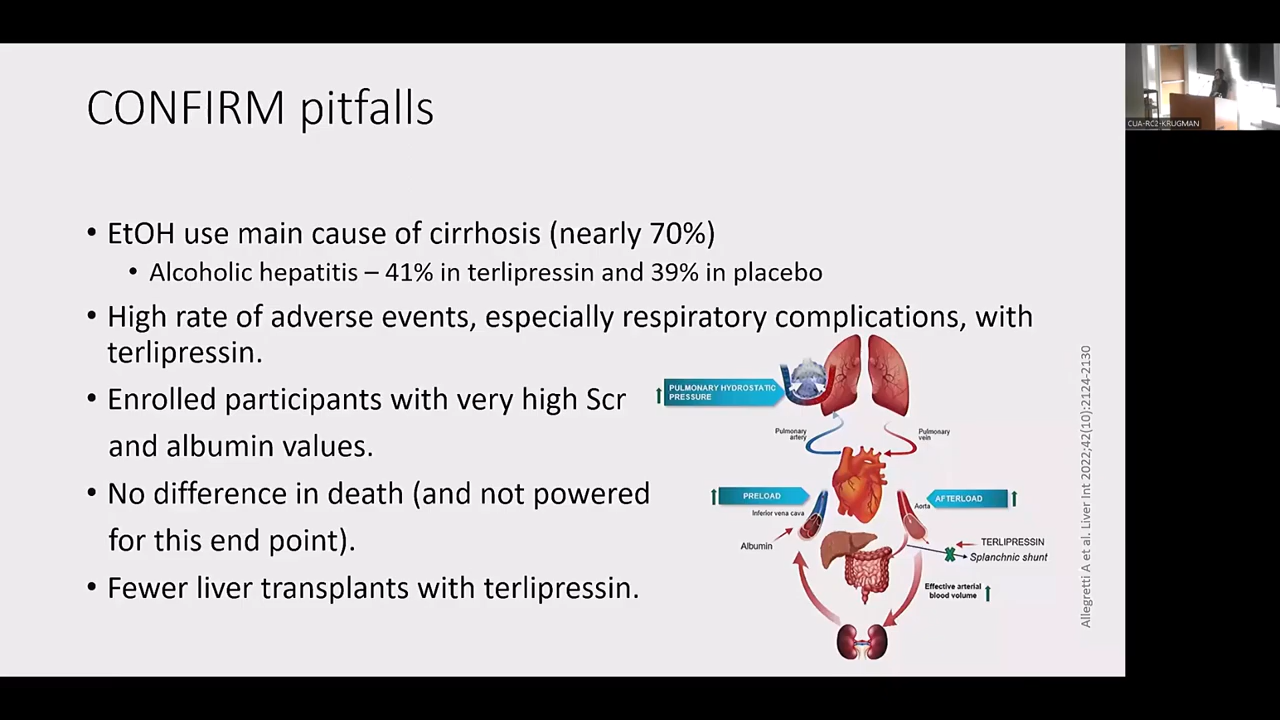 CONFIRM pitfalls
CUA-RC2-KRUGMAN
• EtOH use main cause of cirrhosis (nearly 70%)
• Alcoholic hepatitis – 41% in terlipressin and 39% in placebo
• High rate of adverse events, especially respiratory complications, with
terlipressin.
• Enrolled participants with very high Scr
and albumin values.
• No difference in death (and not powered
for this end point).
• Fewer liver transplants with terlipressin.
PULMONARY HYDROSTATIC
PRESSURE
Pulmonary
artery
Pulmonary
vein
PRELOAD
Inferior vena cava
Albumin
AFTERLOAD
Aorta
TERLIPRESSIN
Splanchnic shunt
Effective arterial
blood volume
Allegretti A et al. Liver Int 2022;42(10):2124-2130